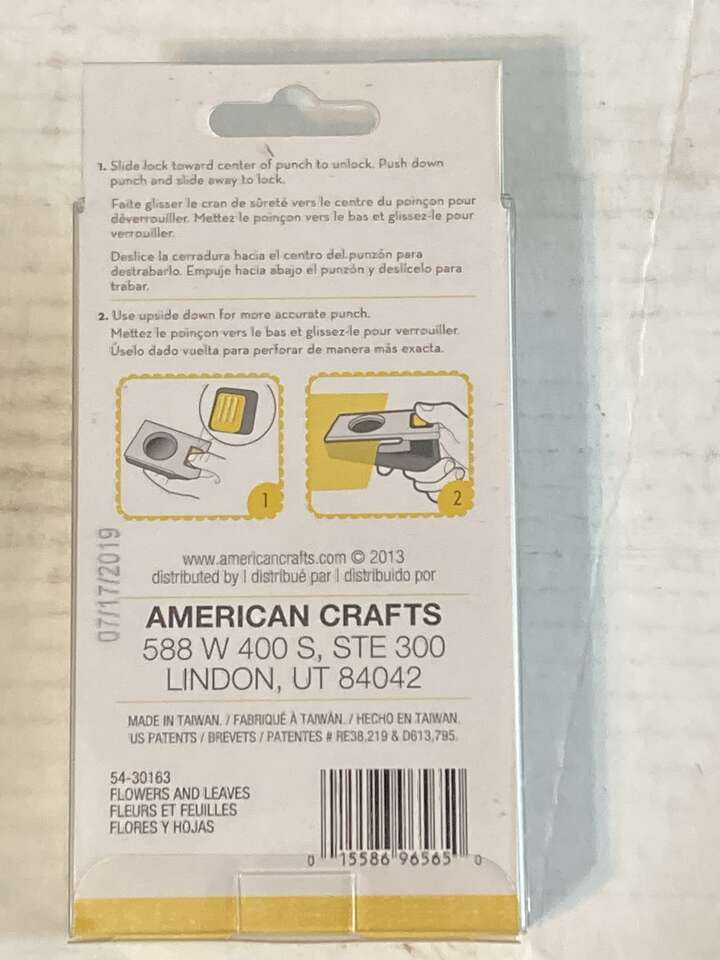 1. Slide lock toward center of punch to unlock. Push down
punch and slide away to lock.
Faite glisser le cran de sûreté vers le centre du poinçon pour
déverrouiller. Mettez le poinçon vers le bas et glissez-le pour
verrouiller.
Deslice la cerradura hacia el centro del punzón para
destrabarlo. Empuje hacia abajo el punzón y deslícelo para
trabar.
2. Use upside down for more accurate punch.
Mettez le poinçon vers le bas et glissez-le pour verrouiller.
Úselo dado vuelta para perforar de manera más exacta.
1
2
07/17/2019
www.americancrafts.com © 2013
distributed by | distribué par | distribuido por
AMERICAN CRAFTS
588 W 400 S, STE 300
LINDON, UT 84042
MADE IN TAIWAN. / FABRIQUÉ À TAIWÁN. / HECHO EN TAIWAN.
US PATENTS / BREVETS / PATENTES # RE38,219 & D613,795.
54-30163
FLOWERS AND LEAVES
FLEURS ET FEUILLES
FLORES Y HOJAS
0 15586 96565 0